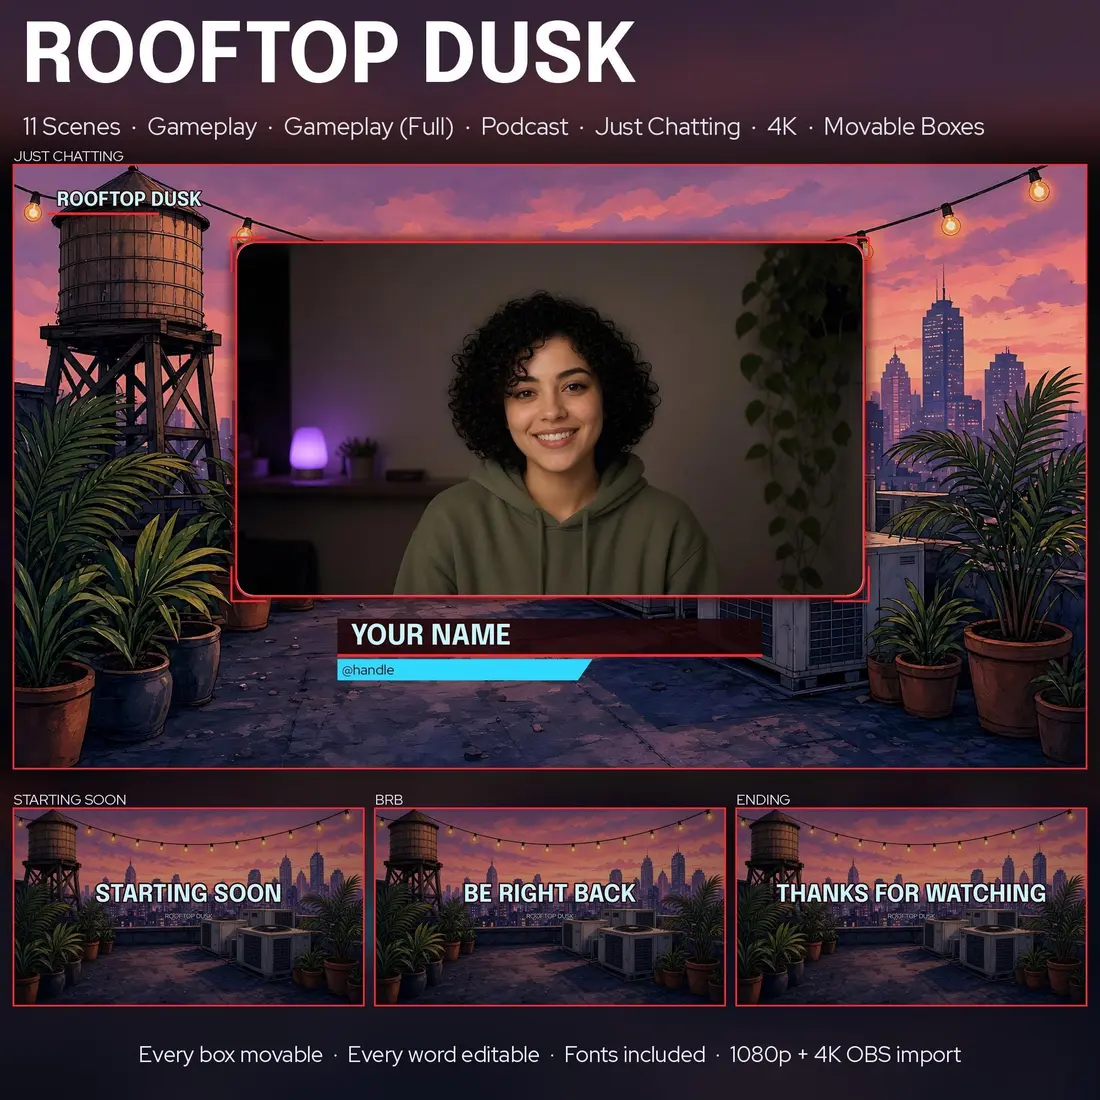 ROOFTOP DUSK
11 Scenes · Gameplay · Gameplay (Full) · Podcast · Just Chatting · 4K · Movable Boxes
JUST CHATTING
ROOFTOP DUSK
YOUR NAME
@handle
STARTING SOON
BRB
ENDING
STARTING SOON
ROOFTOP DUSK
BE RIGHT BACK
ROOFTOP DUSK
THANKS FOR WATCHING
ROOFTOP DUSK
Every box movable · Every word editable · Fonts included · 1080p + 4K OBS import